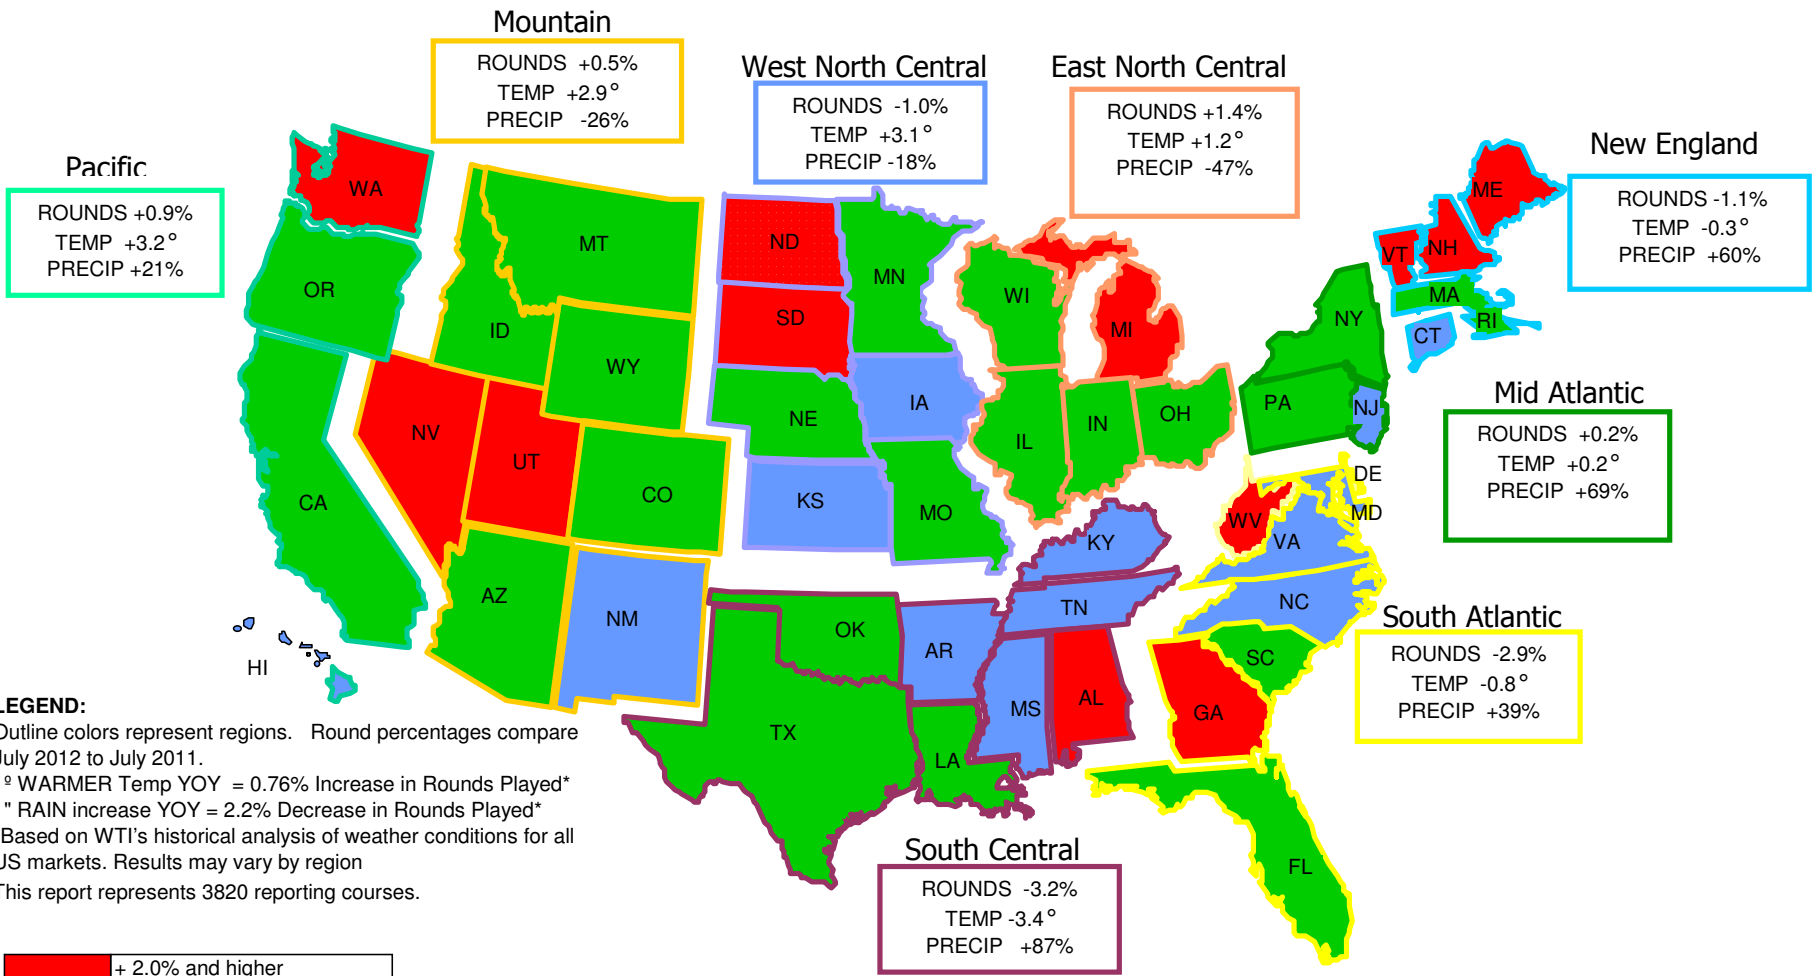 Mountain
ROUNDS +0.5%
TEMP +2.9°
PRECIP -26%
West North Central
ROUNDS -1.0%
TEMP +3.1°
PRECIP -18%
East North Central
ROUNDS +1.4%
TEMP +1.2°
PRECIP -47%
New England
ROUNDS -1.1%
TEMP -0.3°
PRECIP +60%
Pacific
ROUNDS +0.9%
TEMP +3.2°
PRECIP +21%
Mid Atlantic
ROUNDS +0.2%
TEMP +0.2°
PRECIP +69%
South Atlantic
ROUNDS -2.9%
TEMP -0.8°
PRECIP +39%
South Central
ROUNDS -3.2%
TEMP -3.4°
PRECIP +87%
WA
OR
CA
HI
MT
ID
WY
NV
UT
CO
AZ
NM
ND
SD
MN
NE
IA
KS
MO
WI
MI
IL
IN
OH
ME
VT
NH
MA
RI
CT
NY
PA
NJ
DE
MD
WV
VA
NC
SC
GA
FL
KY
TN
OK
AR
MS
AL
TX
LA
LEGEND:
Outline colors represent regions. Round percentages compare
July 2012 to July 2011.
º WARMER Temp YOY = 0.76% Increase in Rounds Played*
" RAIN increase YOY = 2.2% Decrease in Rounds Played*
Based on WTI's historical analysis of weather conditions for all
US markets. Results may vary by region
This report represents 3820 reporting courses.
+ 2.0% and higher